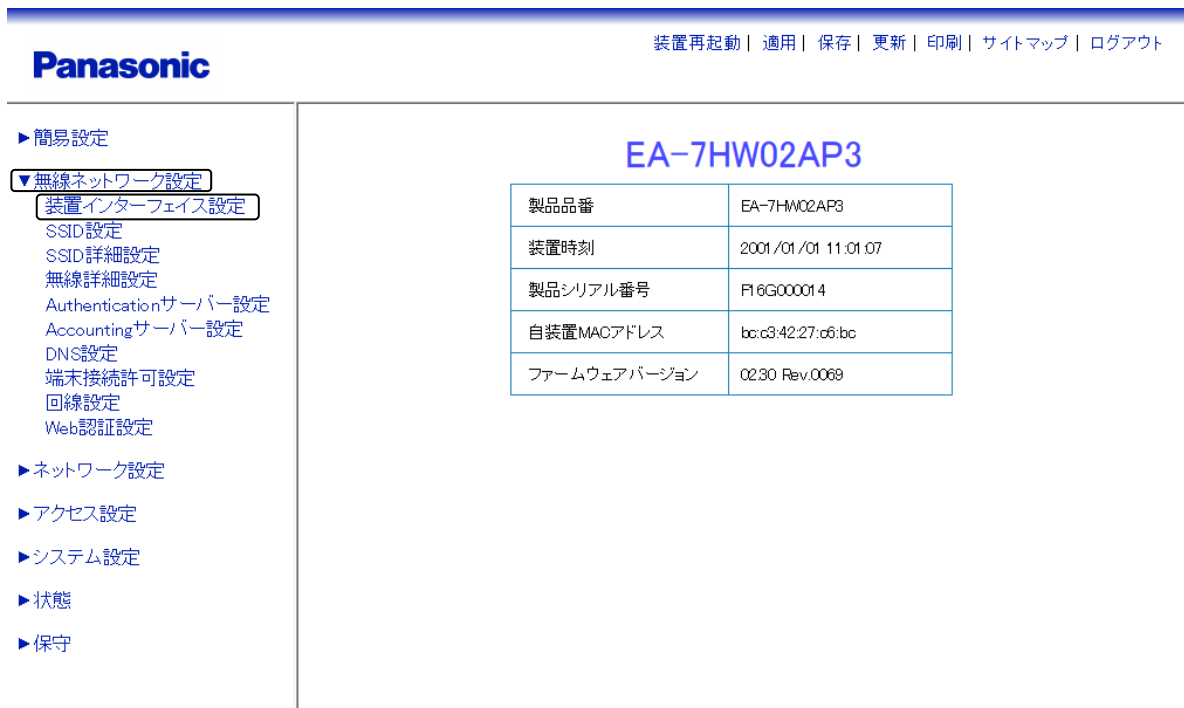 Panasonic
装置再起動| 適用| 保存| 更新| 印刷| サイトマップ| ログアウト
▶簡易設定
▼無線ネットワーク設定
装置インターフェイス設定
SSID設定
SSID詳細設定
無線詳細設定
Authenticationサーバー設定
Accountingサーバー設定
DNS設定
端末接続許可設定
回線設定
Web認証設定
▶ネットワーク設定
▶アクセス設定
▶システム設定
▶状態
▶保守
EA-7HW02AP3
製品品番 EA-7HW02AP3
装置時刻 2001/01/01 11:01:07
製品シリアル番号 F16G000014
自装置MACアドレス bc:c3:42:27:c6:bc
ファームウェアバージョン 02.30 Rev.0069